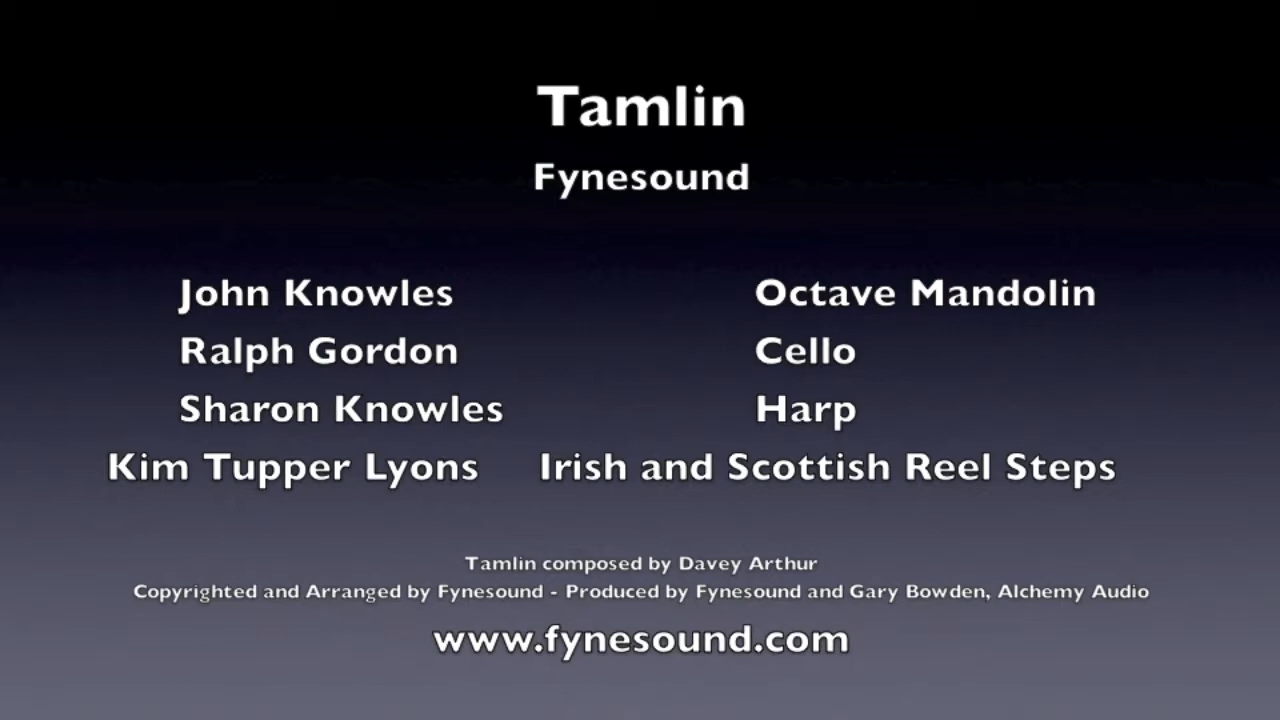 Tamlin
Fynesound
John Knowles Octave Mandolin
Ralph Gordon Cello
Sharon Knowles Harp
Kim Tupper Lyons Irish and Scottish Reel Steps
Tamlin composed by Davey Arthur
Copyrighted and Arranged by Fynesound - Produced by Fynesound and Gary Bowden, Alchemy Audio
www.fynesound.com